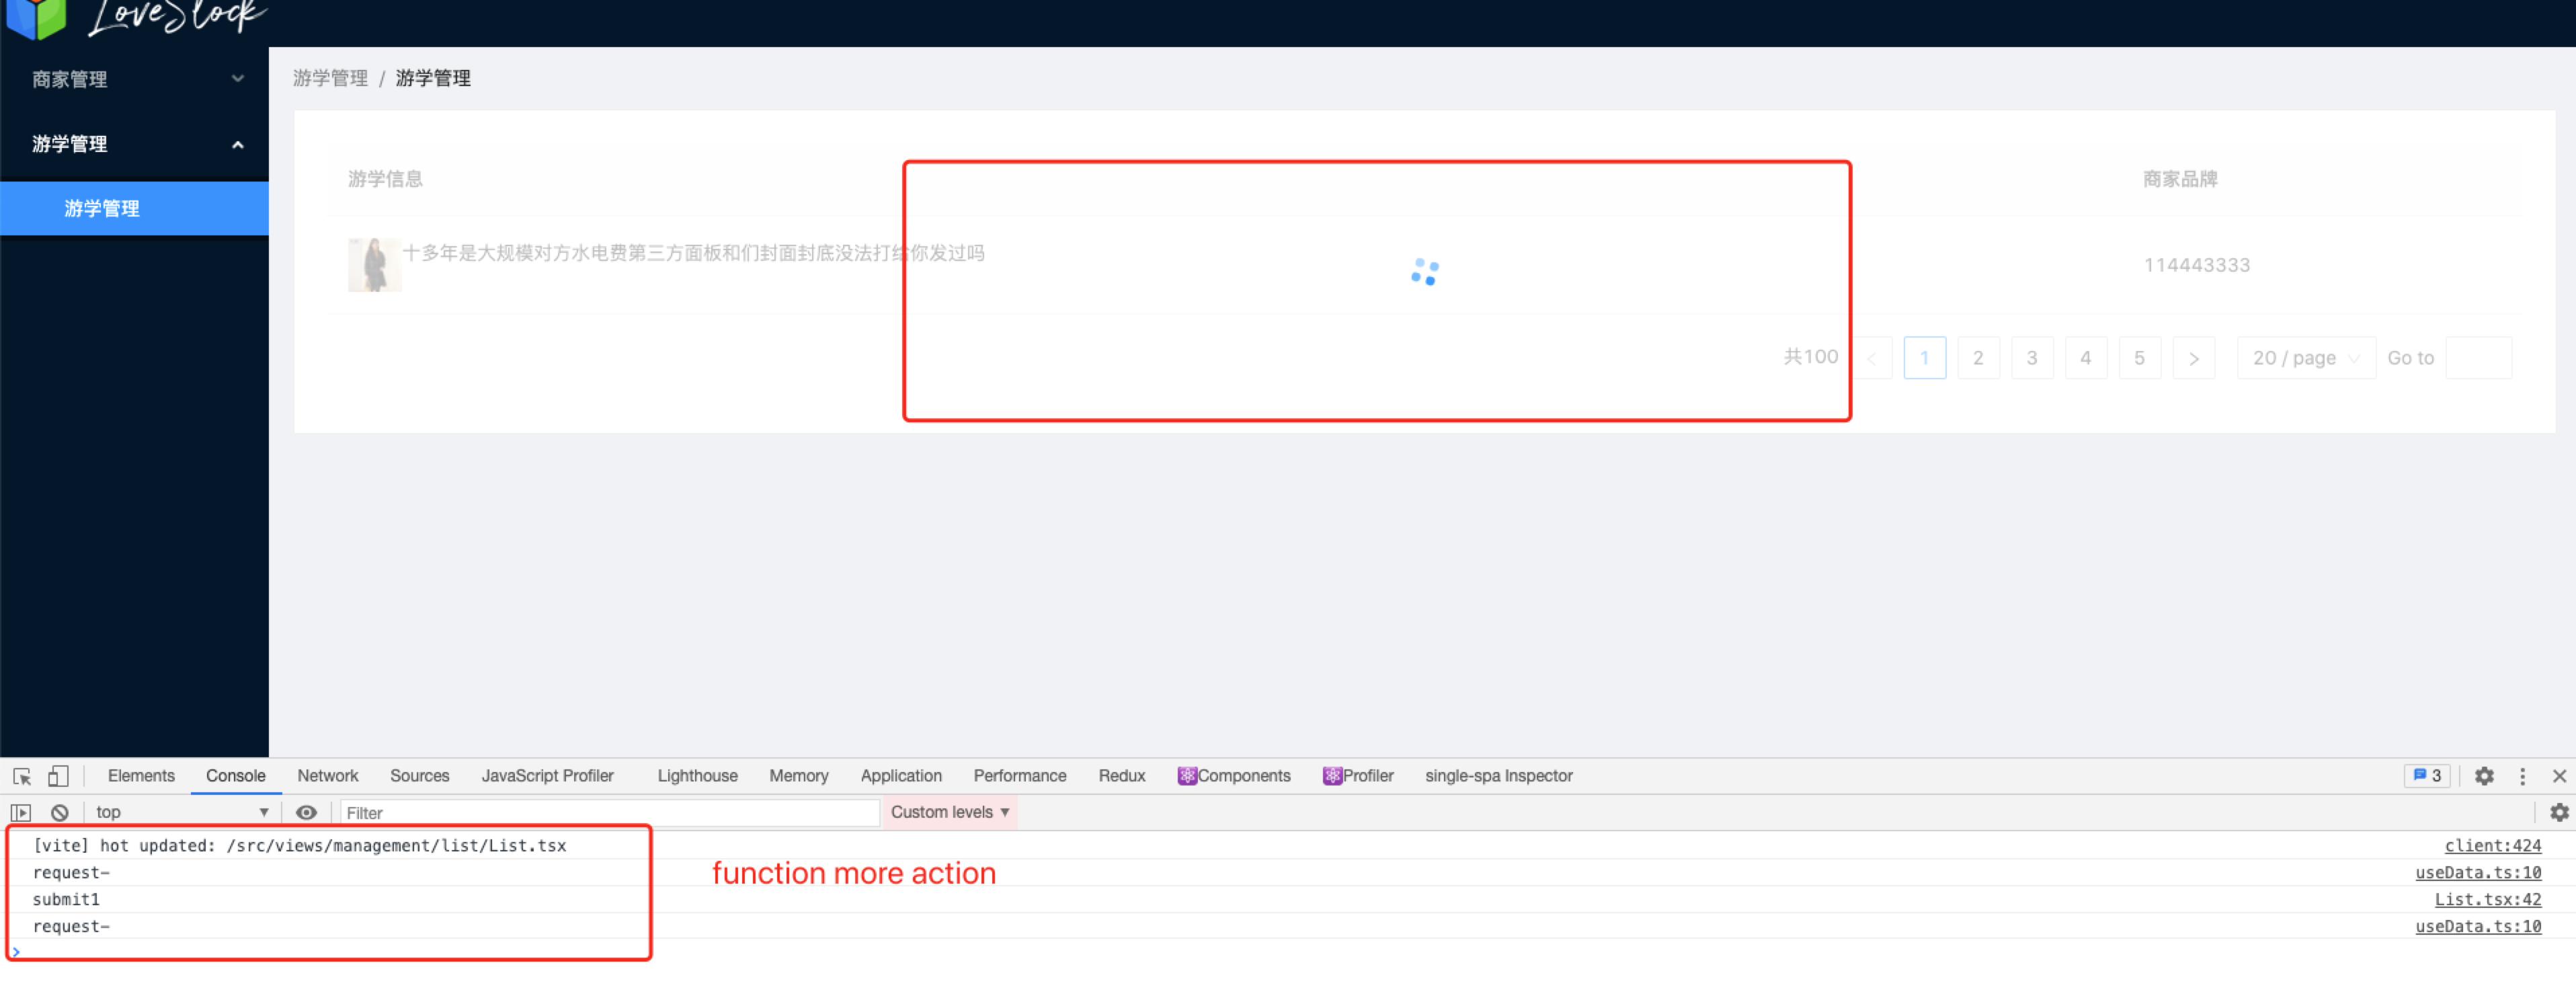 LoveStock
商家管理
游学管理
游学管理
游学管理 / 游学管理
游学信息 商家品牌
十多年是大规模对方水电费第三方面板和们封面封底没法打给你发过吗 114443333
共100 < 1 2 3 4 5 > 20 / page Go to
Elements Console Network Sources JavaScript Profiler Lighthouse Memory Application Performance Redux ⚛Components ⚛Profiler single-spa Inspector 3
top Filter Custom levels
[vite] hot updated: /src/views/management/list/List.tsx client:424
request- useData.ts:10
function more action
submit1 List.tsx:42
request- useData.ts:10